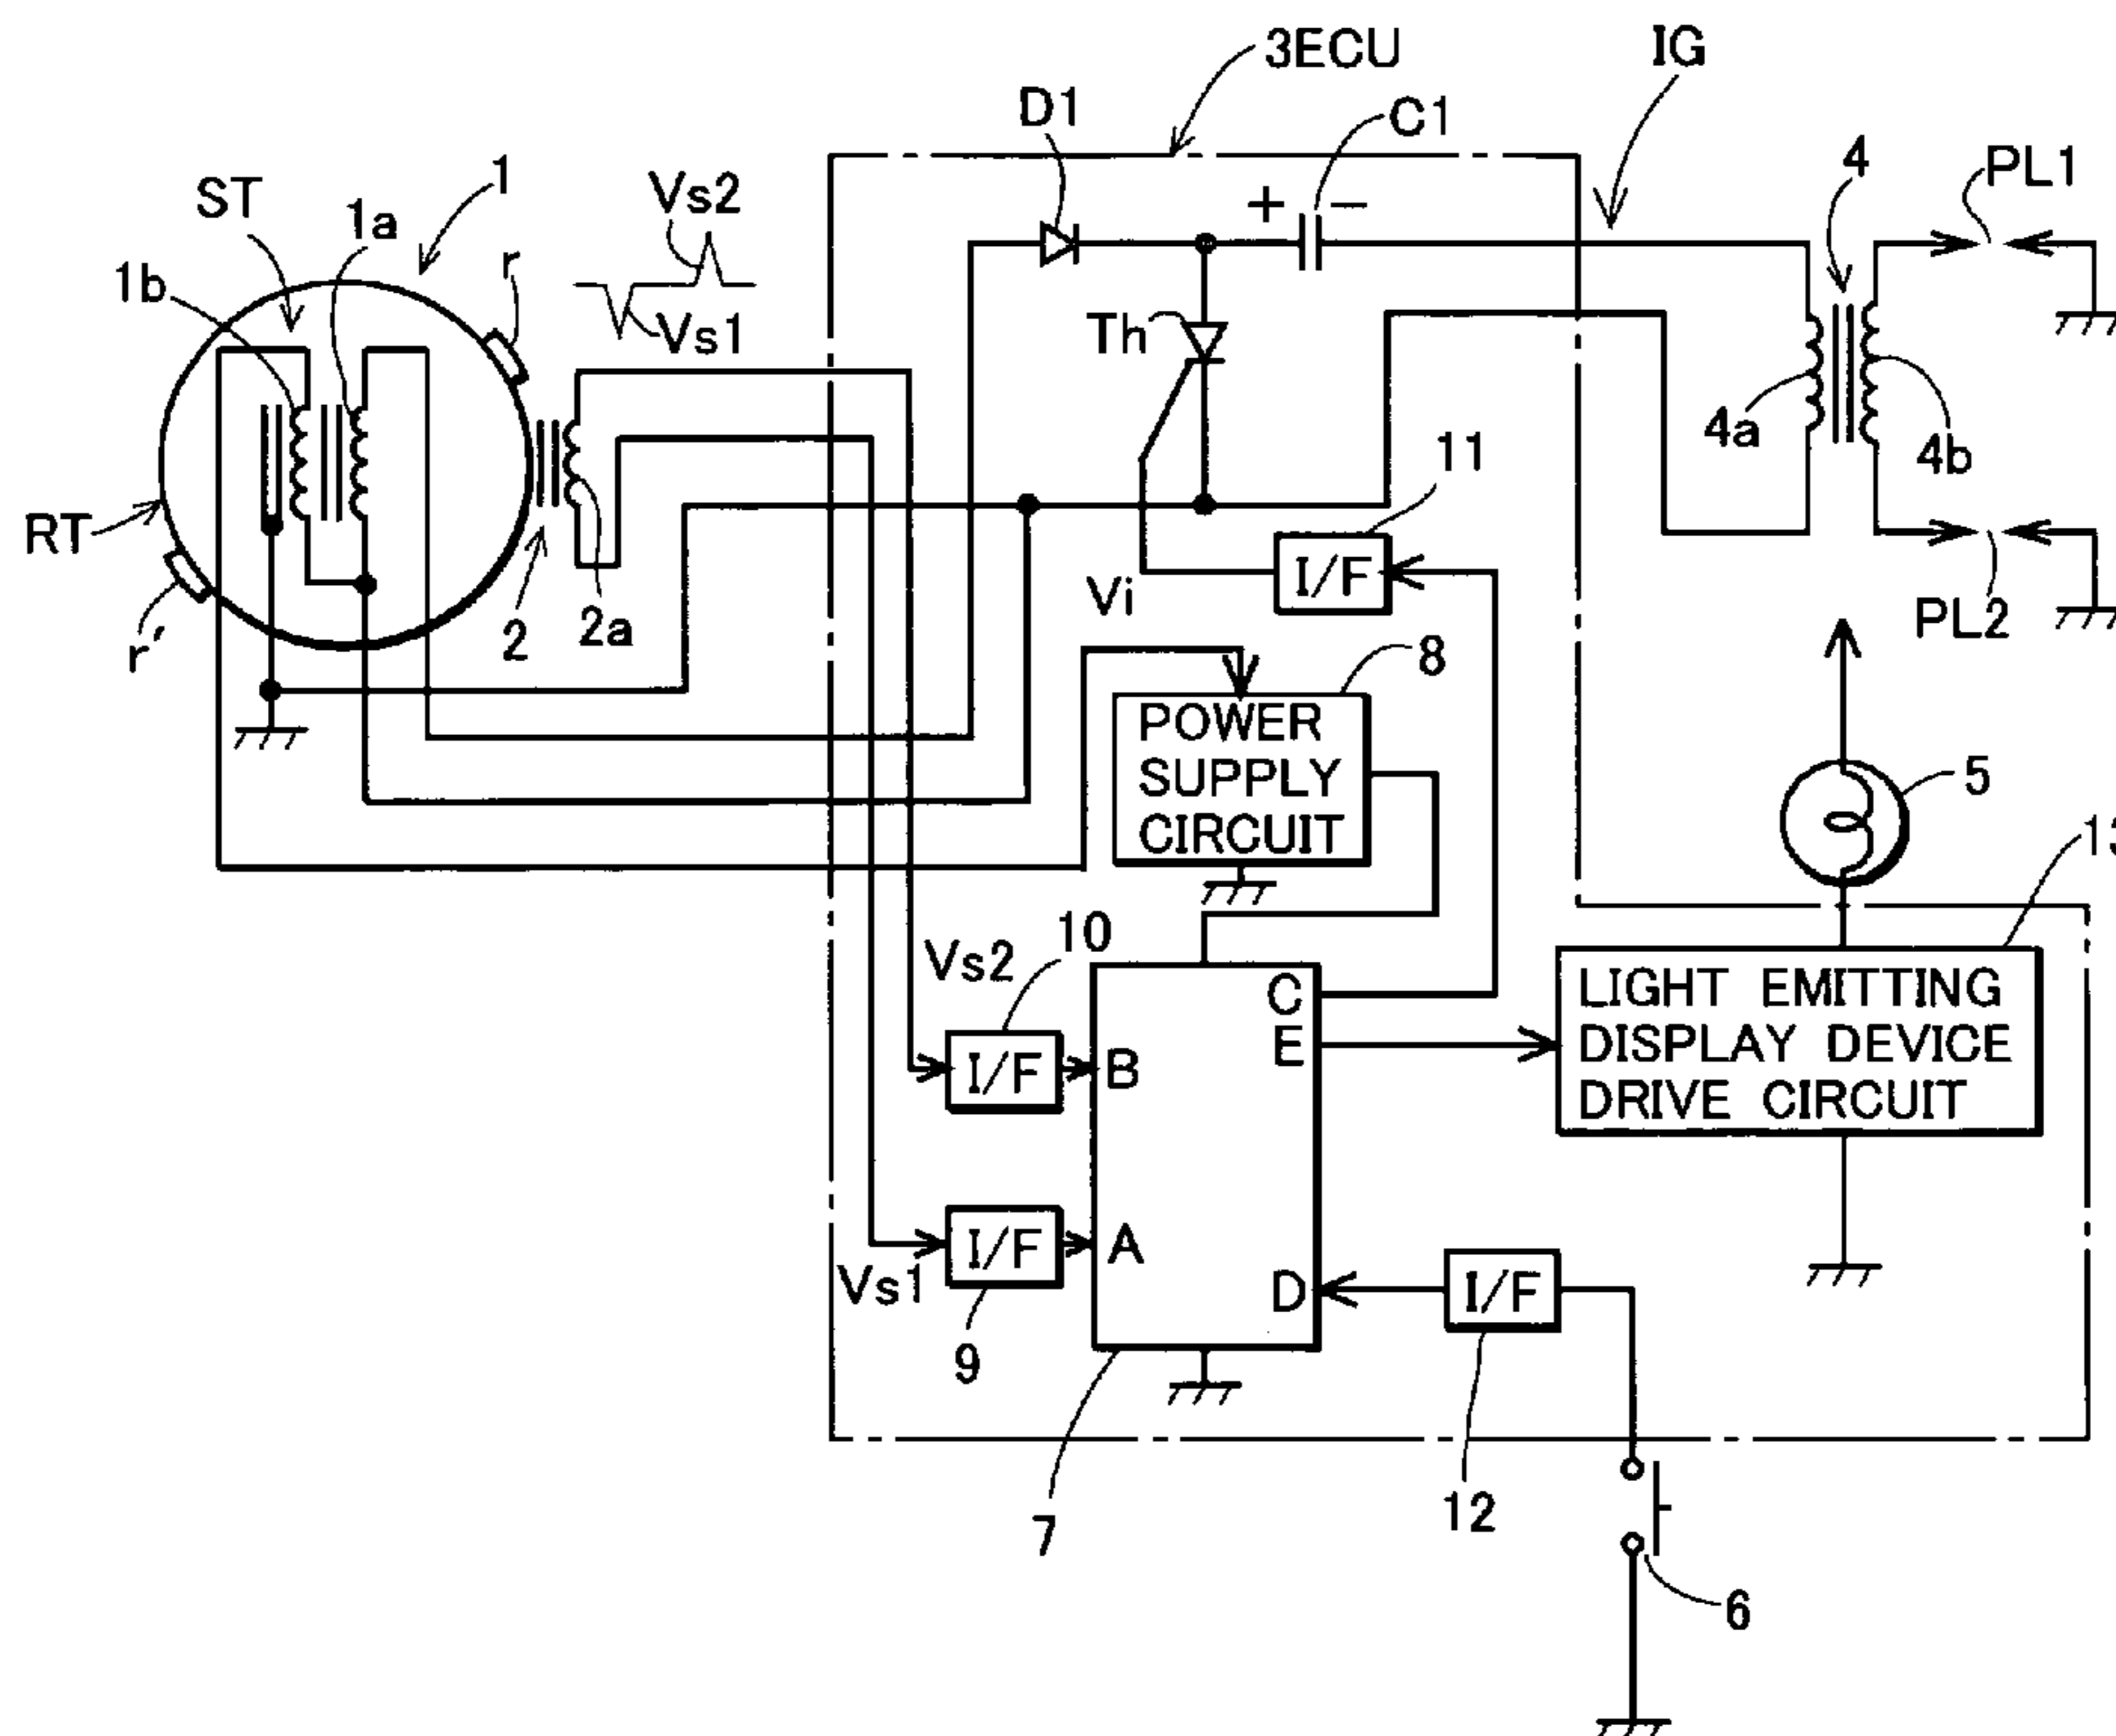 3ECU
IG
D1
C1
ST
1
Vs2
1a
r
+
−
4
PL1
1b
Vs1
Th
4a
4b
11
RT
I/F
Vi
r'
2
2a
PL2
8
POWER
SUPPLY
CIRCUIT
5
10
Vs2
C
E
LIGHT EMITTING
DISPLAY DEVICE
DRIVE CIRCUIT
I/F
B
I/F
A
Vs1
D
I/F
9
7
12
6